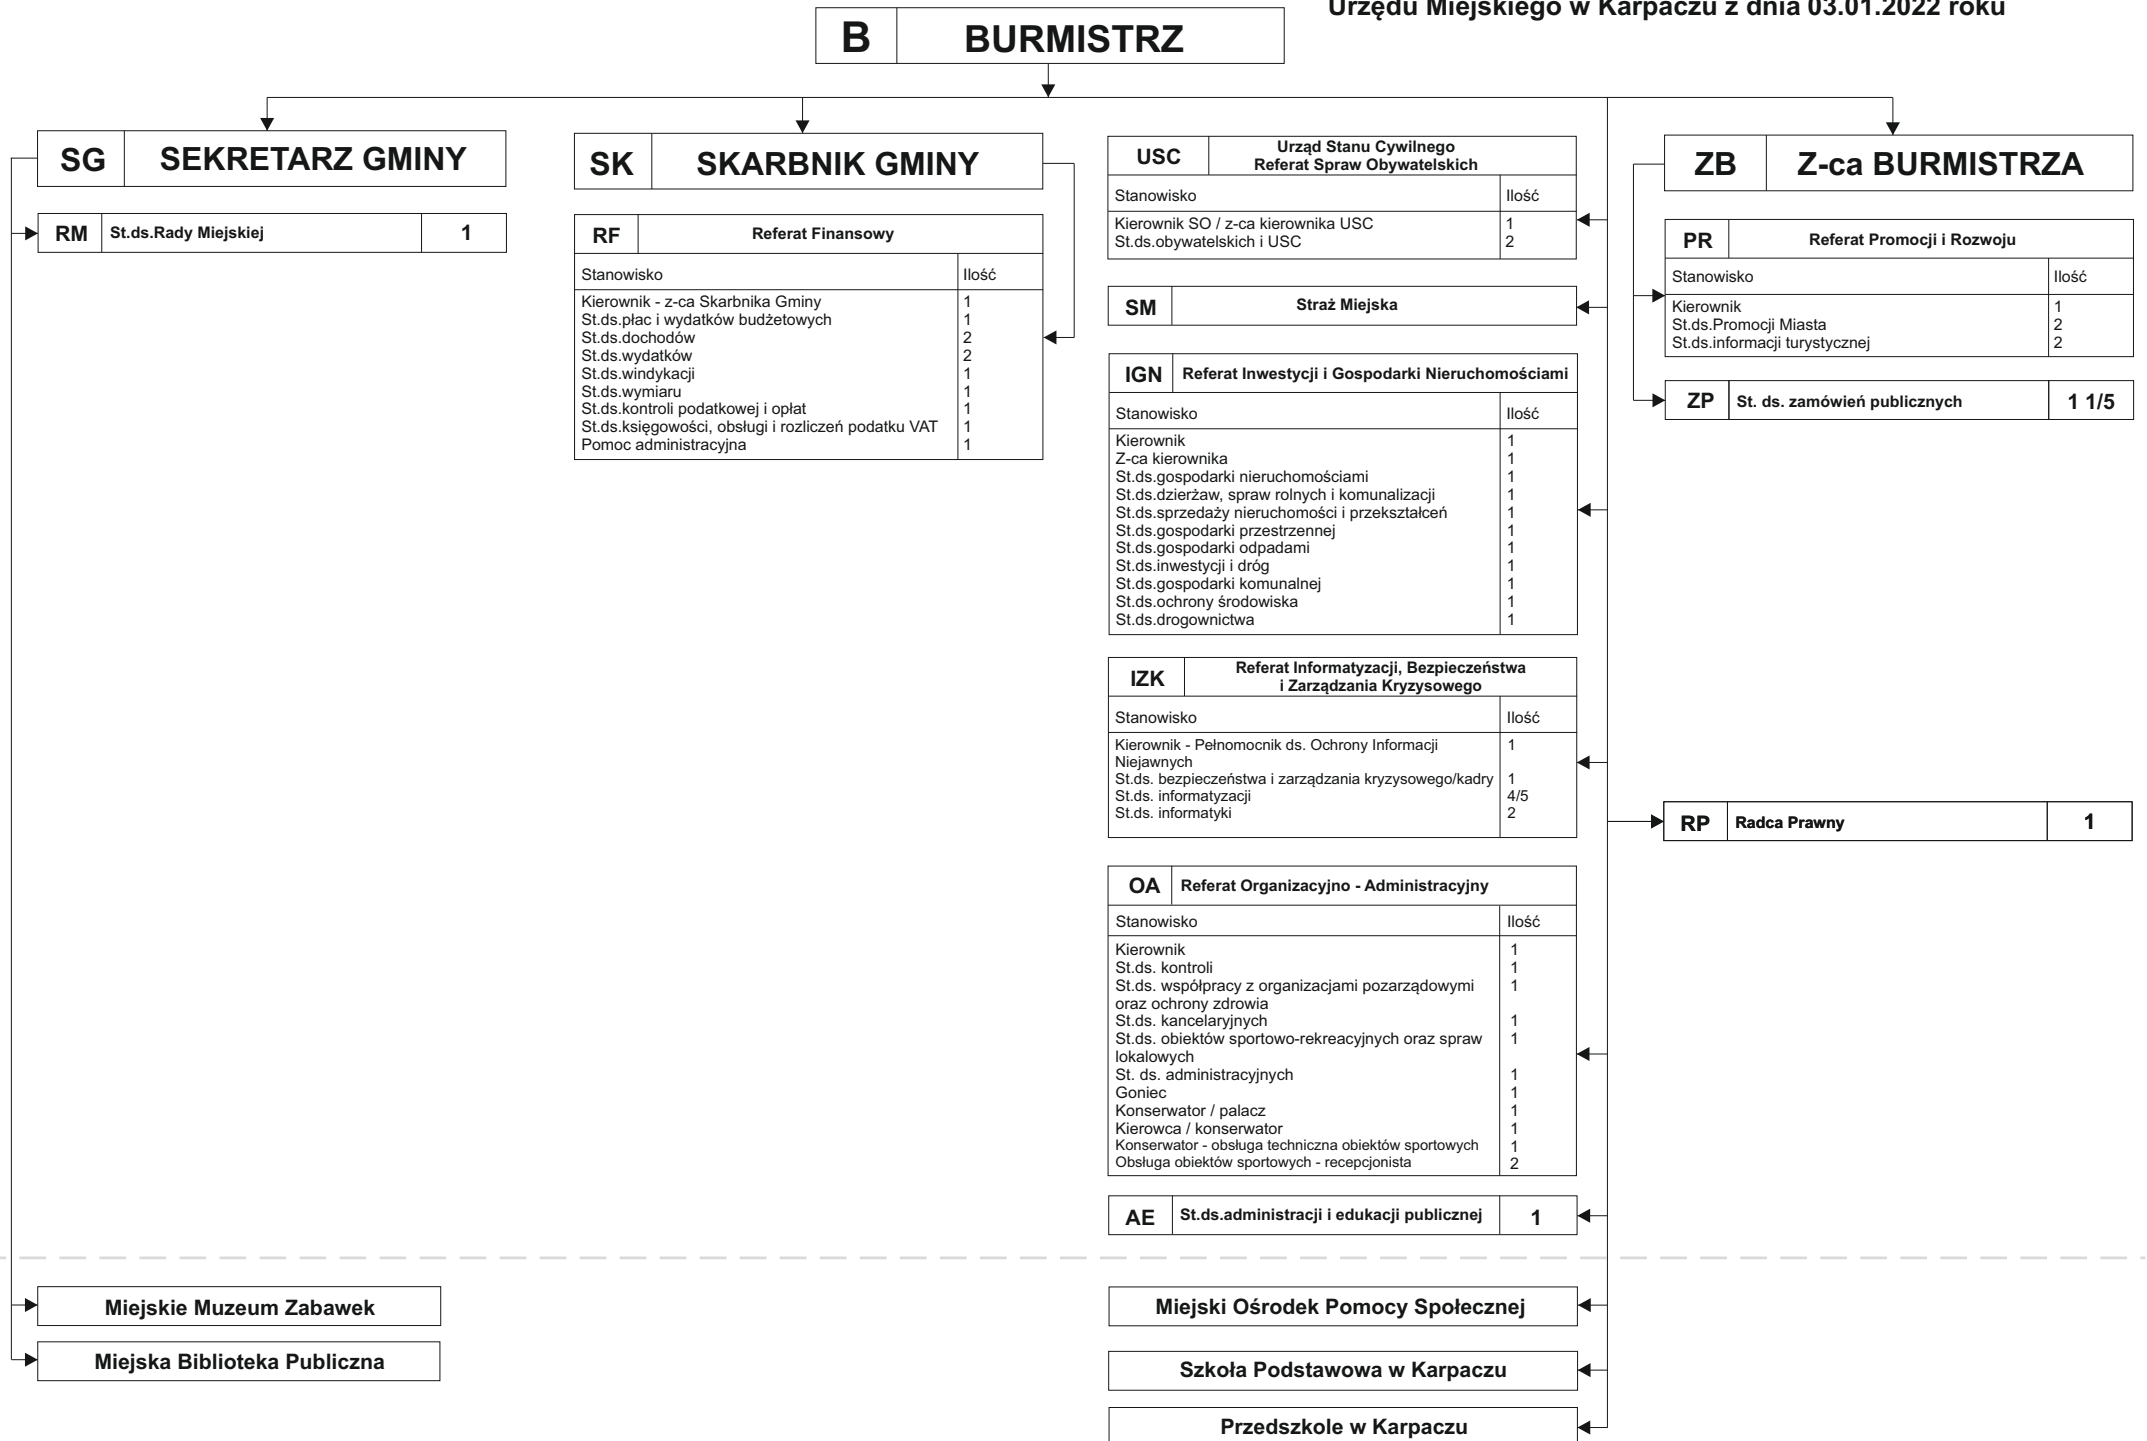 Urzędu Miejskiego w Karpaczu z dnia 03.01.2022 roku
B BURMISTRZ
SG SEKRETARZ GMINY
RM St.ds.Rady Miejskiej 1
SK SKARBNIK GMINY
RF Referat Finansowy
Stanowisko Ilość
Kierownik - z-ca Skarbnika Gminy 1
St.ds.płac i wydatków budżetowych 1
St.ds.dochodów 2
St.ds.wydatków 2
St.ds.windykacji 1
St.ds.wymiaru 1
St.ds.kontroli podatkowej i opłat 1
St.ds.księgowości, obsługi i rozliczeń podatku VAT 1
Pomoc administracyjna 1
USC Urząd Stanu Cywilnego
Referat Spraw Obywatelskich
Stanowisko Ilość
Kierownik SO / z-ca kierownika USC 1
St.ds.obywatelskich i USC 2
SM Straż Miejska
IGN Referat Inwestycji i Gospodarki Nieruchomościami
Stanowisko Ilość
Kierownik 1
Z-ca kierownika 1
St.ds.gospodarki nieruchomościami 1
St.ds.dzierżaw, spraw rolnych i komunalizacji 1
St.ds.sprzedaży nieruchomości i przekształceń 1
St.ds.gospodarki przestrzennej 1
St.ds.gospodarki odpadami 1
St.ds.inwestycji i dróg 1
St.ds.gospodarki komunalnej 1
St.ds.ochrony środowiska 1
St.ds.drogownictwa 1
IZK Referat Informatyzacji, Bezpieczeństwa
i Zarządzania Kryzysowego
Stanowisko Ilość
Kierownik - Pełnomocnik ds. Ochrony Informacji 1
Niejawnych
St.ds. bezpieczeństwa i zarządzania kryzysowego/kadry 1
St.ds. informatyzacji 4/5
St.ds. informatyki 2
OA Referat Organizacyjno - Administracyjny
Stanowisko Ilość
Kierownik 1
St.ds. kontroli 1
St.ds. współpracy z organizacjami pozarządowymi 1
oraz ochrony zdrowia
St.ds. kancelaryjnych 1
St.ds. obiektów sportowo-rekreacyjnych oraz spraw 1
lokalowych
St. ds. administracyjnych 1
Goniec 1
Konserwator / palacz 1
Kierowca / konserwator 1
Konserwator - obsługa techniczna obiektów sportowych 1
Obsługa obiektów sportowych - recepcjonista 2
AE St.ds.administracji i edukacji publicznej 1
ZB Z-ca BURMISTRZA
PR Referat Promocji i Rozwoju
Stanowisko Ilość
Kierownik 1
St.ds.Promocji Miasta 2
St.ds.informacji turystycznej 2
ZP St. ds. zamówień publicznych 1 1/5
RP Radca Prawny 1
Miejskie Muzeum Zabawek
Miejska Biblioteka Publiczna
Miejski Ośrodek Pomocy Społecznej
Szkoła Podstawowa w Karpaczu
Przedszkole w Karpaczu